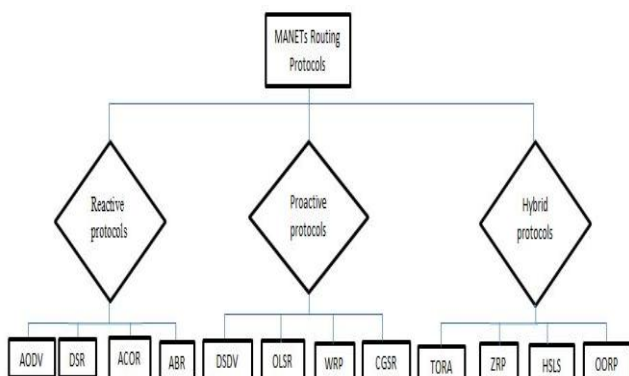 MANETs Routing
Protocols
Reactive
protocols
Proactive
protocols
Hybrid
protocols
AODV
DSR
ACOR
ABR
DSDV
OLSR
WRP
CGSR
TORA
ZRP
HSLS
OORP